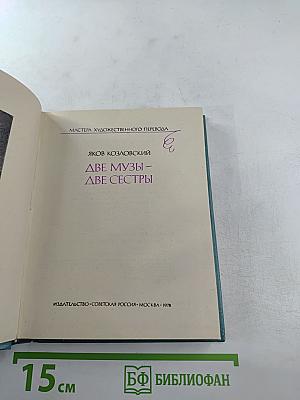 МАСТЕРА ХУДОЖЕСТВЕННОГО ПЕРЕВОДА
ЯКОВ КОЗЛОВСКИЙ
ДВЕ МУЗЫ –
ДВЕ СЕСТРЫ
ИЗДАТЕЛЬСТВО «СОВЕТСКАЯ РОССИЯ» МОСКВА · 1978
15 см
БФ БИБЛИОФАН